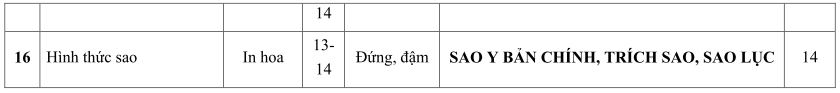 14
16 Hình thức sao In hoa 13-14 Đứng, đậm SAO Y BẢN CHÍNH, TRÍCH SAO, SAO LỤC 14